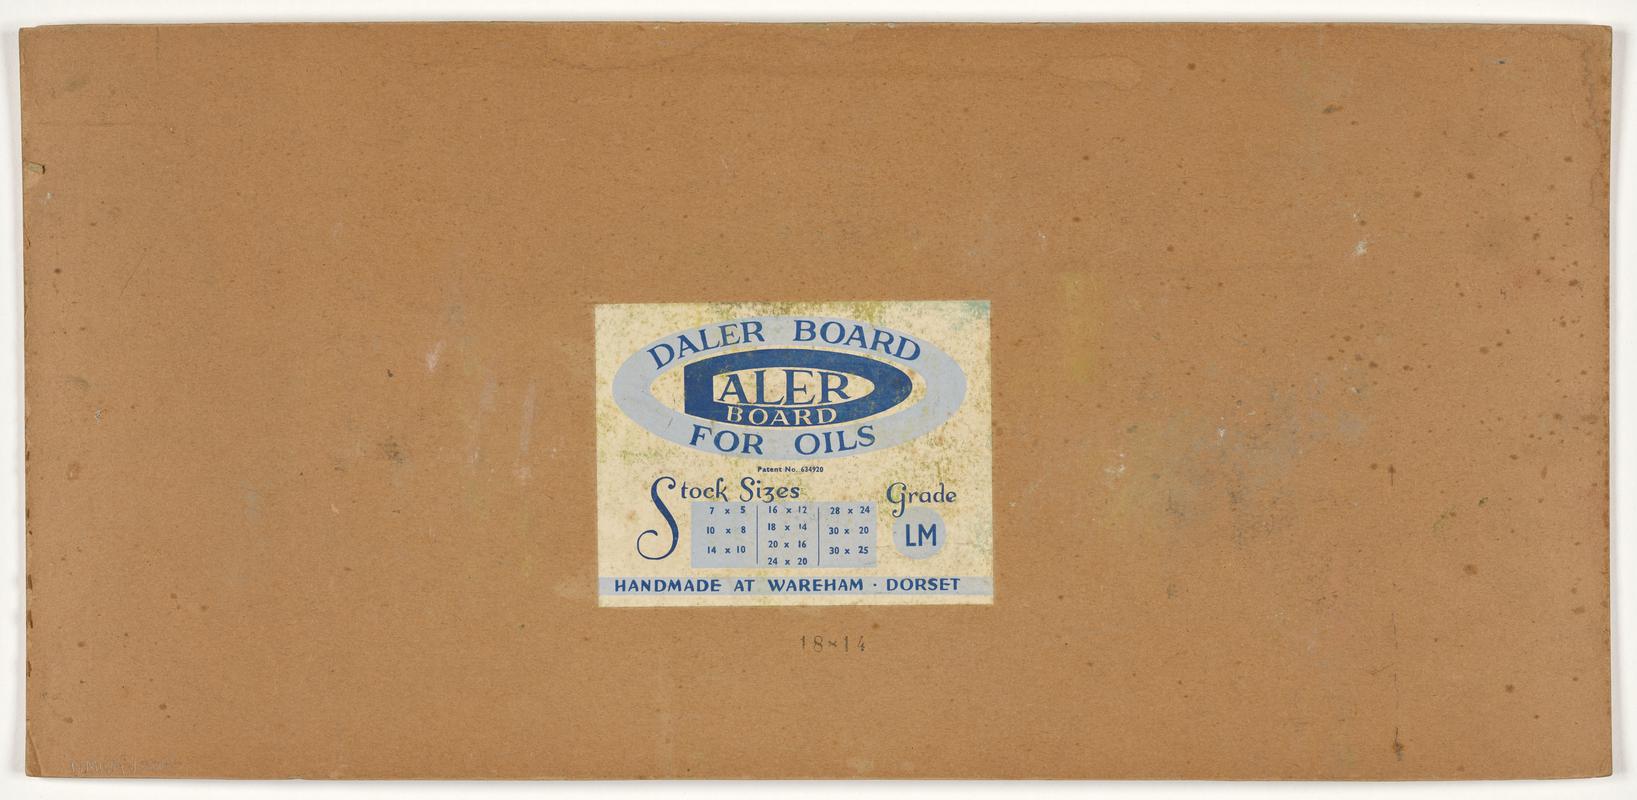 DALER BOARD
ALER
BOARD
FOR OILS
Patent No. 634920
Stock Sizes
Grade
7 x 5 16 x 12 28 x 24
10 x 8 18 x 14 30 x 20
14 x 10 20 x 16 30 x 25
24 x 20
LM
HANDMADE AT WAREHAM · DORSET
18×14